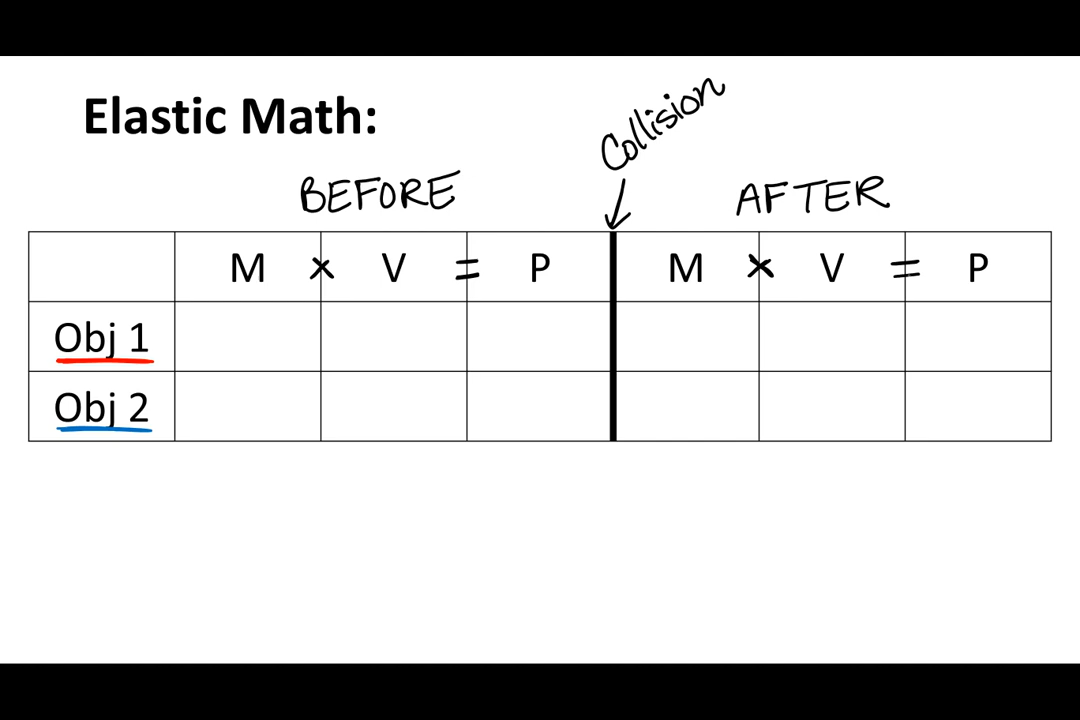 Elastic Math:
Collision
BEFORE
AFTER
M × V = P M × V = P
Obj 1
Obj 2